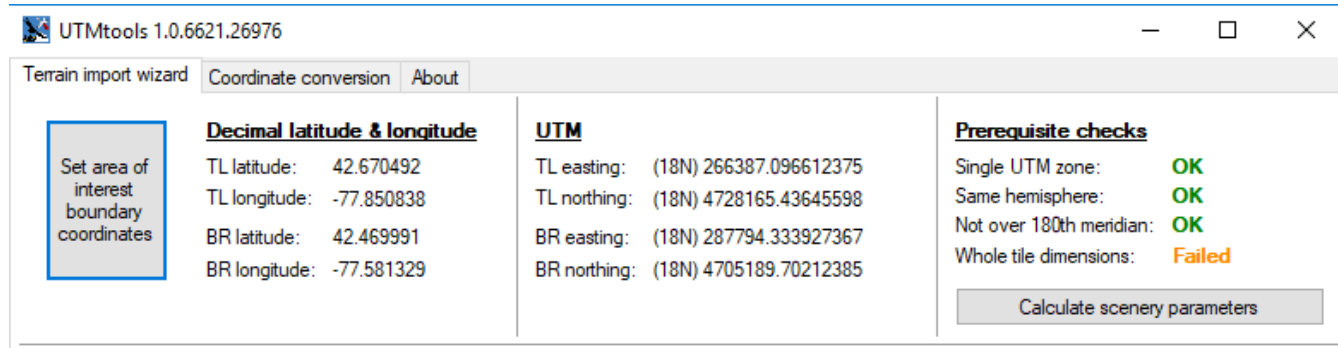 UTMtools 1.0.6621.26976
Terrain import wizard Coordinate conversion About
Set area of interest boundary coordinates
Decimal latitude & longitude
TL latitude: 42.670492
TL longitude: -77.850838
BR latitude: 42.469991
BR longitude: -77.581329
UTM
TL easting: (18N) 266387.096612375
TL northing: (18N) 4728165.43645598
BR easting: (18N) 287794.333927367
BR northing: (18N) 4705189.70212385
Prerequisite checks
Single UTM zone: OK
Same hemisphere: OK
Not over 180th meridian: OK
Whole tile dimensions: Failed
Calculate scenery parameters